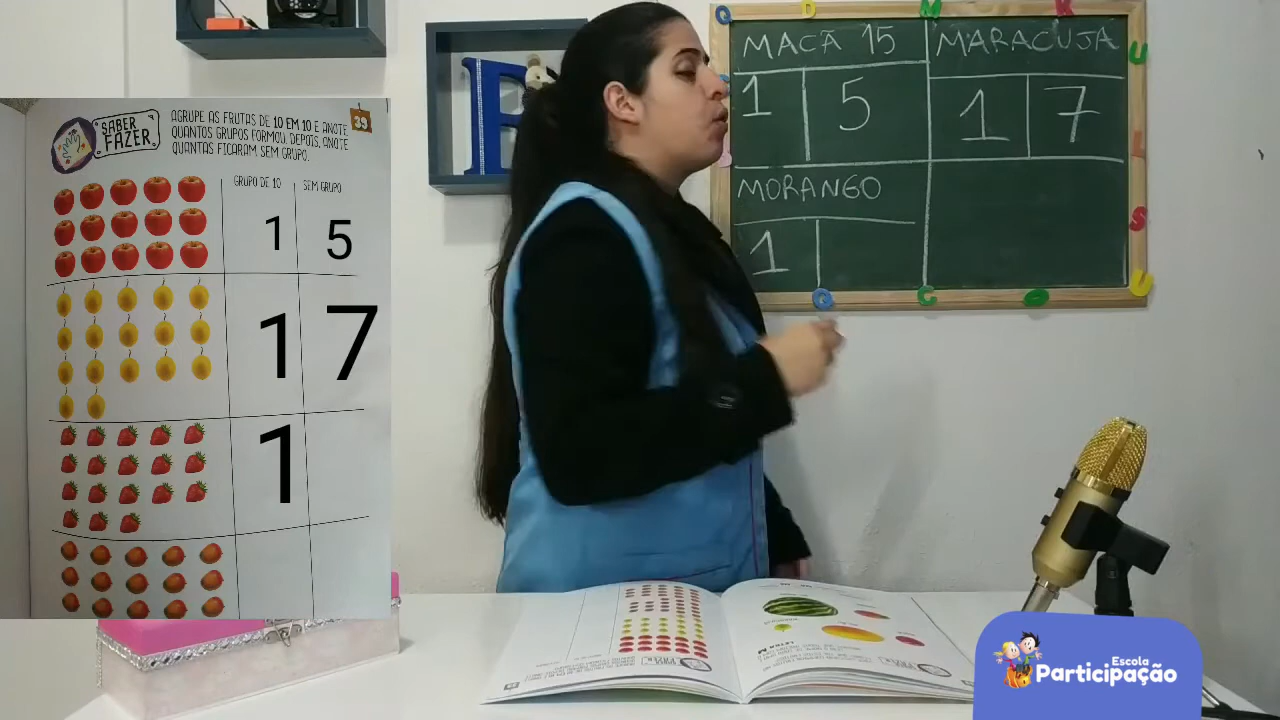 SABER
FAZER
AGRUPE AS FRUTAS DE 10 EM 10 E ANOTE
QUANTOS GRUPOS FORMOU. DEPOIS, ANOTE
QUANTAS FICARAM SEM GRUPO.
39
GRUPO DE 10 SEM GRUPO
1 5
1 7
1
MAÇÃ 15
1 5
MARACUJÁ
1 7
MORANGO
1
Escola
Participação